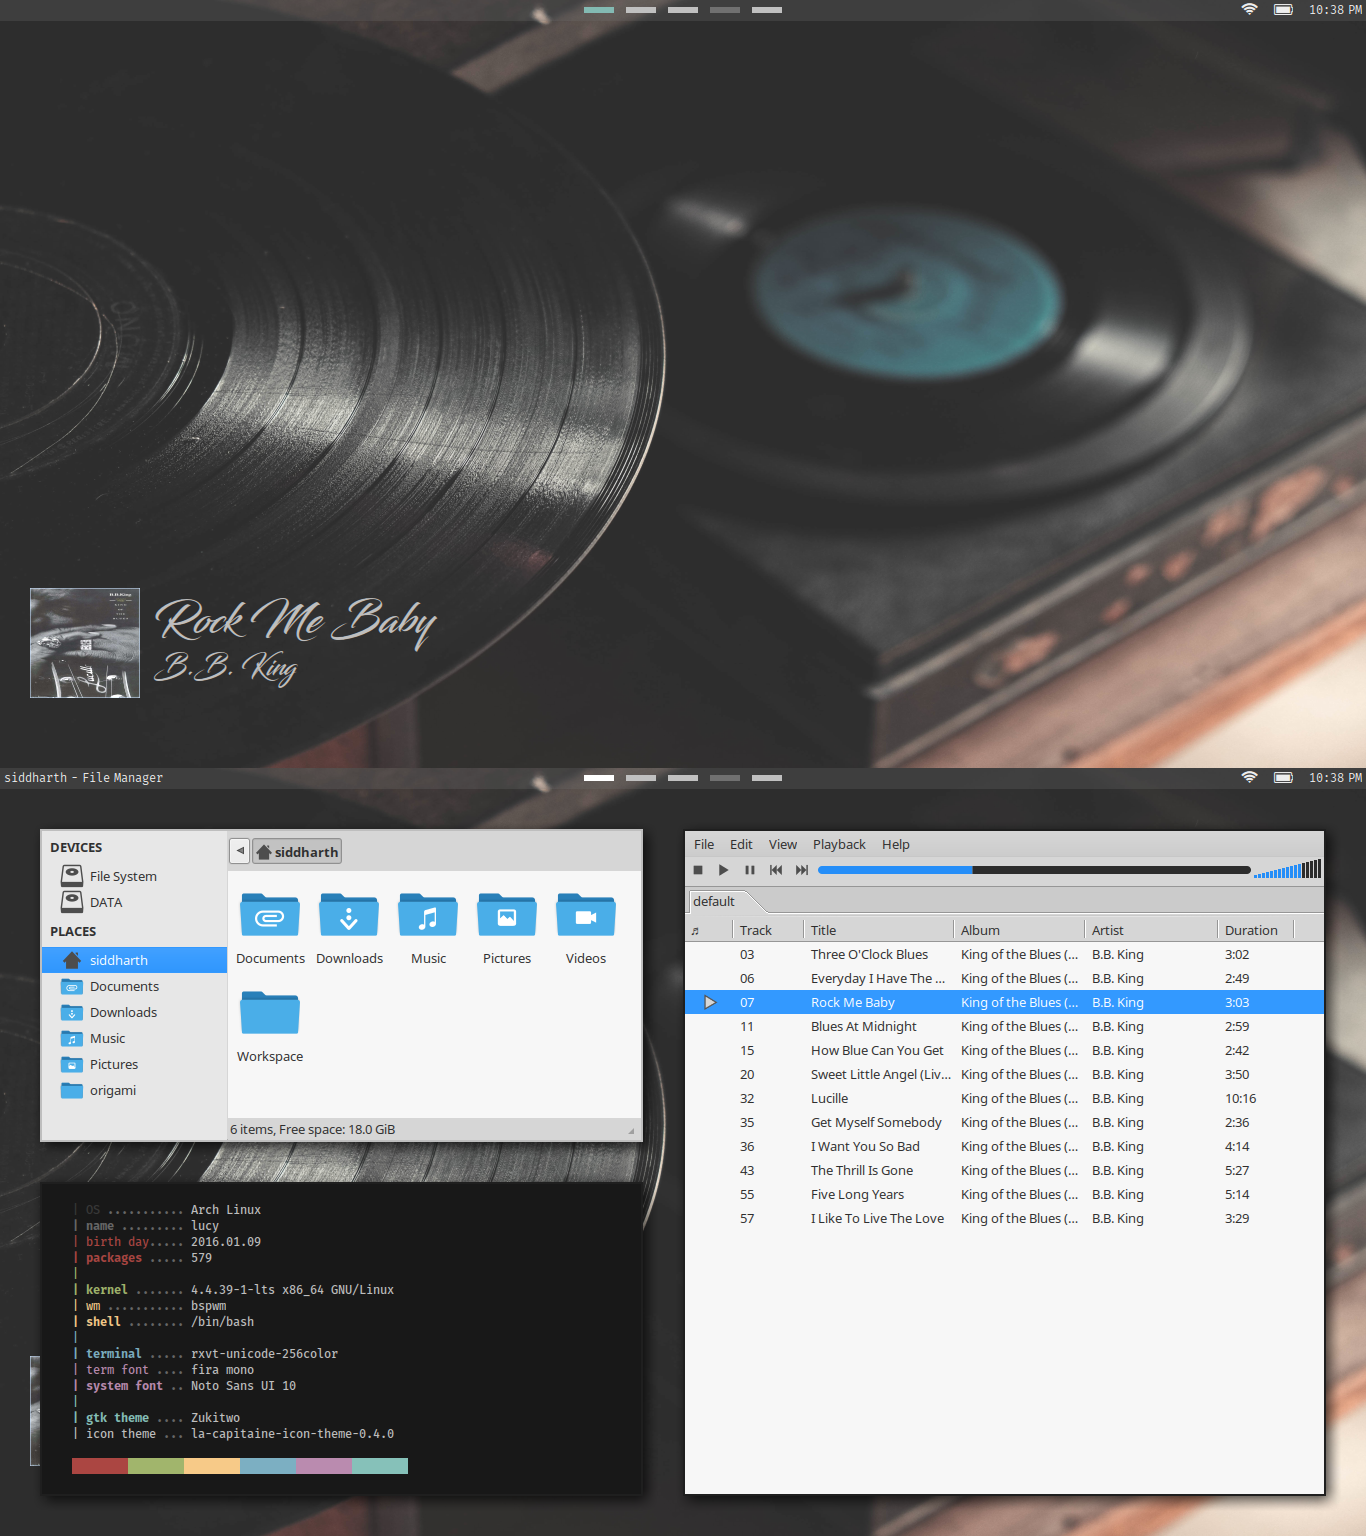 10:38 PM
Rock Me Baby
B.B. King
siddharth - File Manager
10:38 PM
DEVICES
File System
DATA
PLACES
siddharth
Documents
Downloads
Music
Pictures
origami
siddharth
Documents Downloads Music Pictures Videos
Workspace
6 items, Free space: 18.0 GiB
| OS ........... Arch Linux
| name ......... lucy
| birth day..... 2016.01.09
| packages ..... 579
|
| kernel ....... 4.4.39-1-lts x86_64 GNU/Linux
| wm ........... bspwm
| shell ........ /bin/bash
|
| terminal ..... rxvt-unicode-256color
| term font .... fira mono
| system font .. Noto Sans UI 10
|
| gtk theme .... Zukitwo
| icon theme ... la-capitaine-icon-theme-0.4.0
File Edit View Playback Help
default
♬ Track Title Album Artist Duration
03 Three O'Clock Blues King of the Blues (... B.B. King 3:02
06 Everyday I Have The ... King of the Blues (... B.B. King 2:49
07 Rock Me Baby King of the Blues (... B.B. King 3:03
11 Blues At Midnight King of the Blues (... B.B. King 2:59
15 How Blue Can You Get King of the Blues (... B.B. King 2:42
20 Sweet Little Angel (Liv... King of the Blues (... B.B. King 3:50
32 Lucille King of the Blues (... B.B. King 10:16
35 Get Myself Somebody King of the Blues (... B.B. King 2:36
36 I Want You So Bad King of the Blues (... B.B. King 4:14
43 The Thrill Is Gone King of the Blues (... B.B. King 5:27
55 Five Long Years King of the Blues (... B.B. King 5:14
57 I Like To Live The Love King of the Blues (... B.B. King 3:29